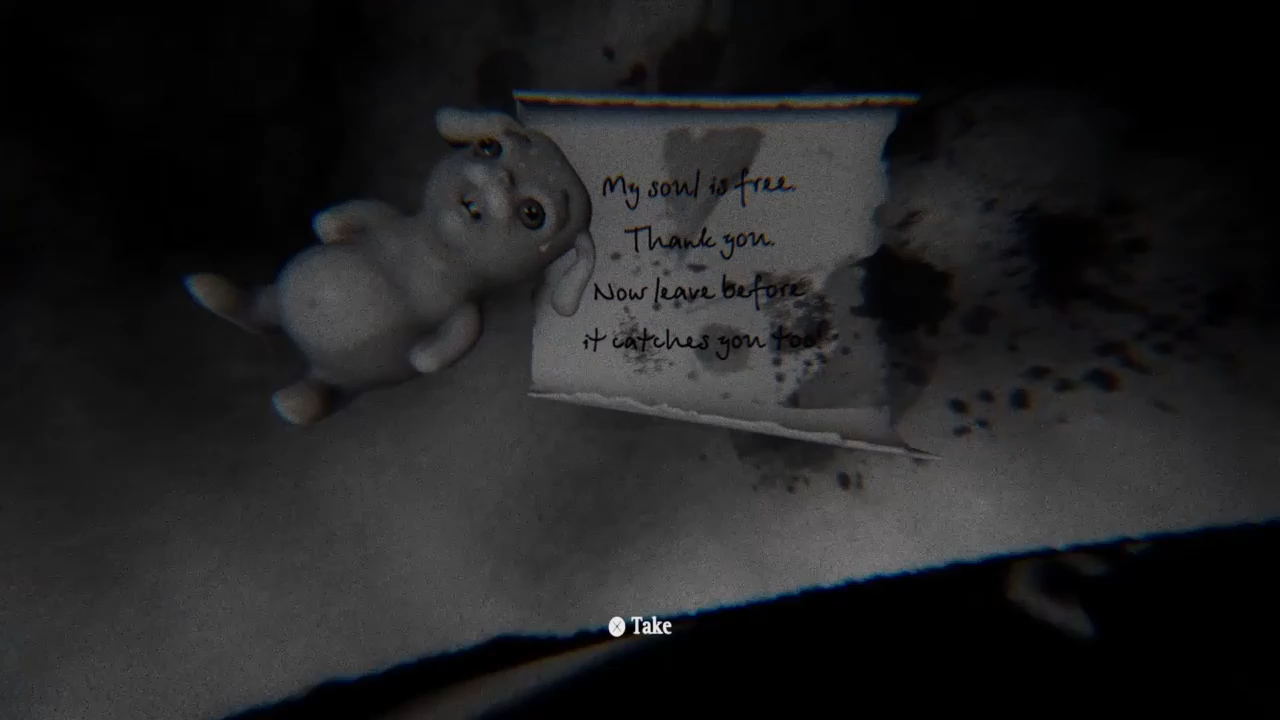 My soul is free.
Thank you.
Now leave before
it catches you too!
Take